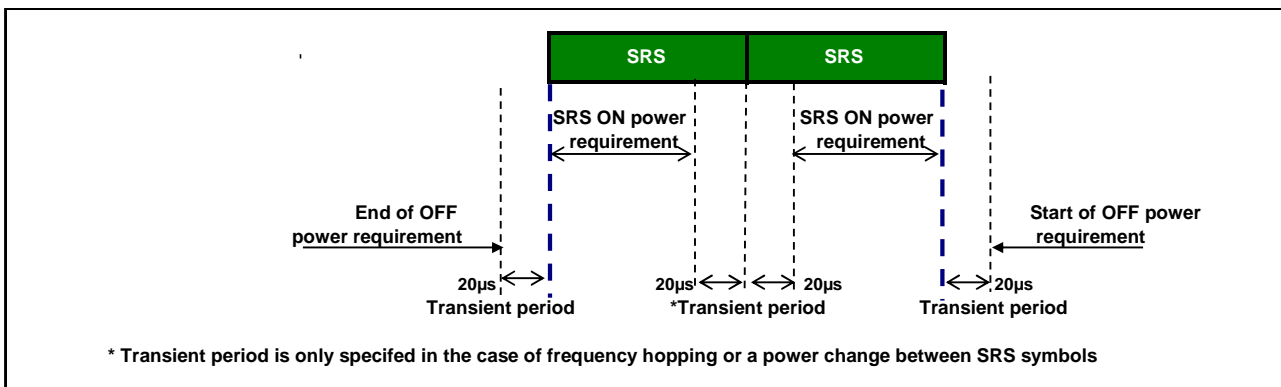 SRS SRS
SRS ON power
requirement
SRS ON power
requirement
End of OFF
power requirement
Start of OFF power
requirement
20µs 20µs 20µs 20µs
Transient period *Transient period Transient period
* Transient period is only specifed in the case of frequency hopping or a power change between SRS symbols